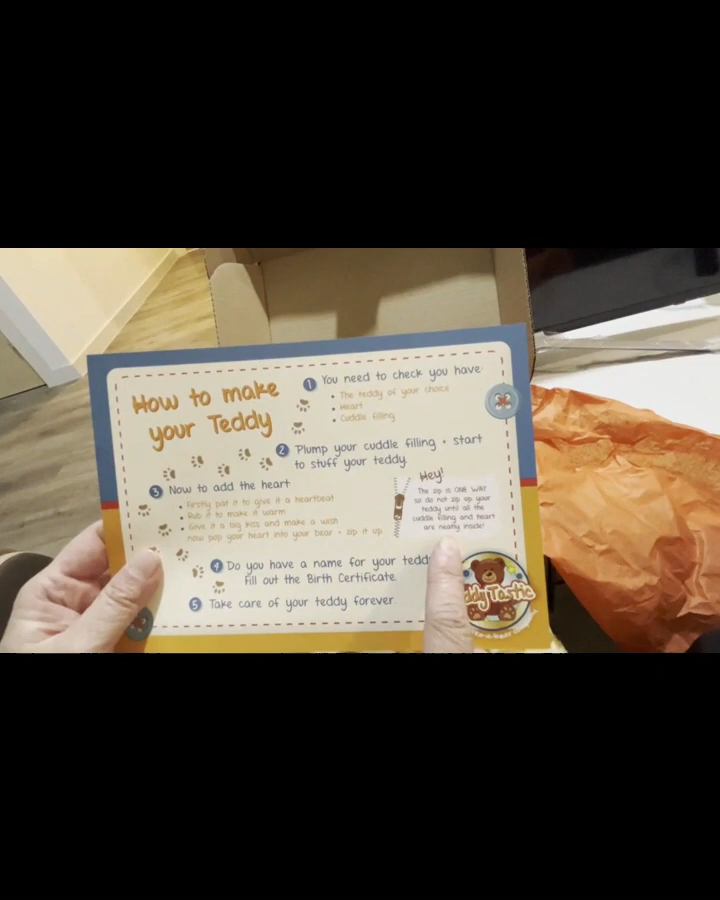 How to make
your Teddy
1 You need to check you have:
• The teddy of your choice
• Heart
• Cuddle filling
2 Plump your cuddle filling + start
to stuff your teddy.
3 Now to add the heart
• Firstly pat it to give it a heartbeat
• Rub it to make it warm
• Give it a big kiss and make a wish
now pop your heart into your bear + zip it up.
Hey!
The zip is ONE WAY
so do not zip up your
teddy until all the
cuddle filling and heart
are nearly inside!
4 Do you have a name for your tedd
Fill out the Birth Certificate.
5 Take care of your teddy forever.
ddyTastic